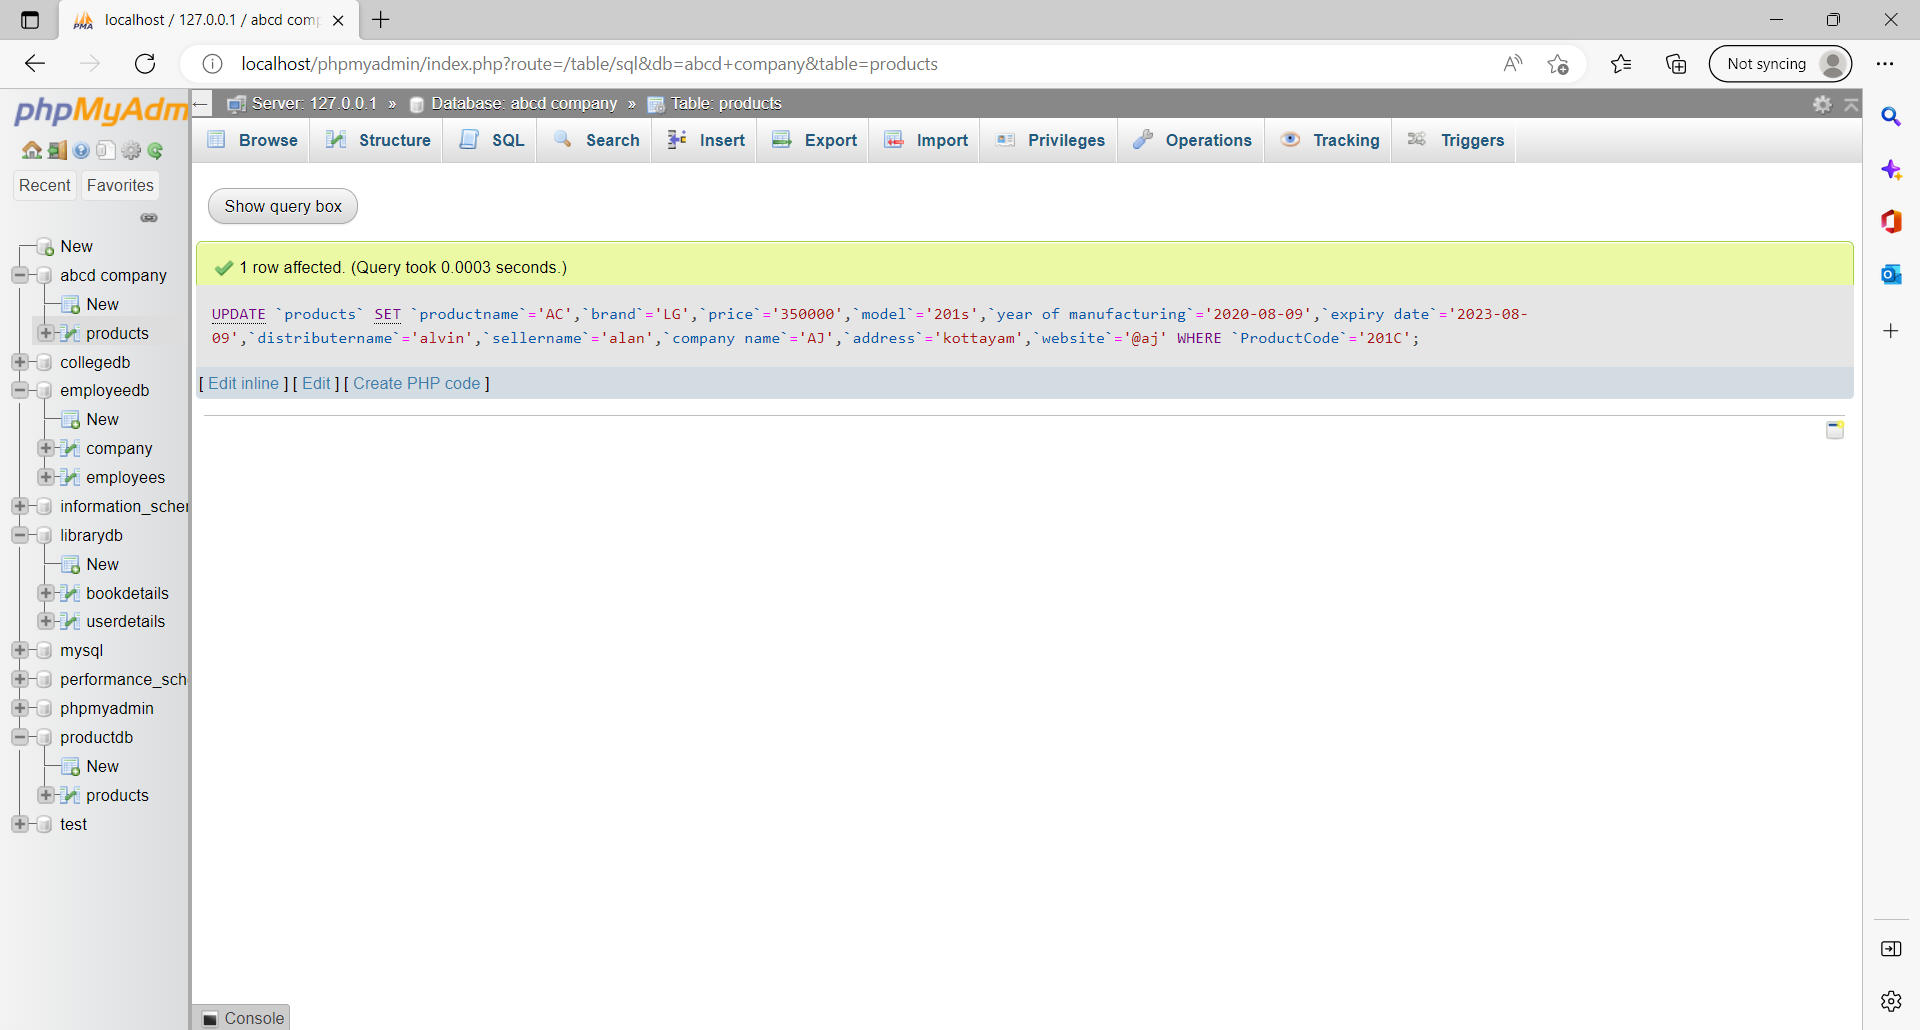 localhost / 127.0.0.1 / abcd comp
localhost/phpmyadmin/index.php?route=/table/sql&db=abcd+company&table=products
Not syncing
phpMyAdm
Server: 127.0.0.1 » Database: abcd company » Table: products
Browse Structure SQL Search Insert Export Import Privileges Operations Tracking Triggers
Recent Favorites
New
abcd company
New
products
collegedb
employeedb
New
company
employees
information_scher
librarydb
New
bookdetails
userdetails
mysql
performance_sch
phpmyadmin
productdb
New
products
test
Show query box
1 row affected. (Query took 0.0003 seconds.)
UPDATE `products` SET `productname`='AC',`brand`='LG',`price`='350000',`model`='201s',`year of manufacturing`='2020-08-09',`expiry date`='2023-08-
09',`distributername`='alvin',`sellername`='alan',`company name`='AJ',`address`='kottayam',`website`='@aj' WHERE `ProductCode`='201C';
[ Edit inline ] [ Edit ] [ Create PHP code ]
Console